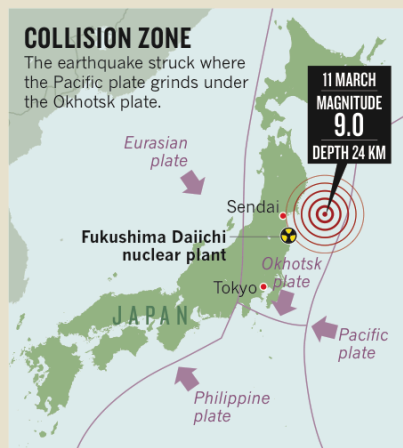 COLLISION ZONE
The earthquake struck where
the Pacific plate grinds under
the Okhotsk plate.
11 MARCH
MAGNITUDE
9.0
DEPTH 24 KM
Eurasian
plate
Sendai
Fukushima Daiichi
nuclear plant
Okhotsk
plate
Tokyo
JAPAN
Pacific
plate
Philippine
plate